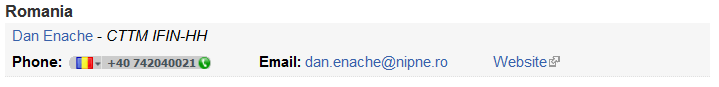 Romania
Dan Enache - CTTM IFIN-HH
Phone: +40 742040021 Email: dan.enache@nipne.ro Website